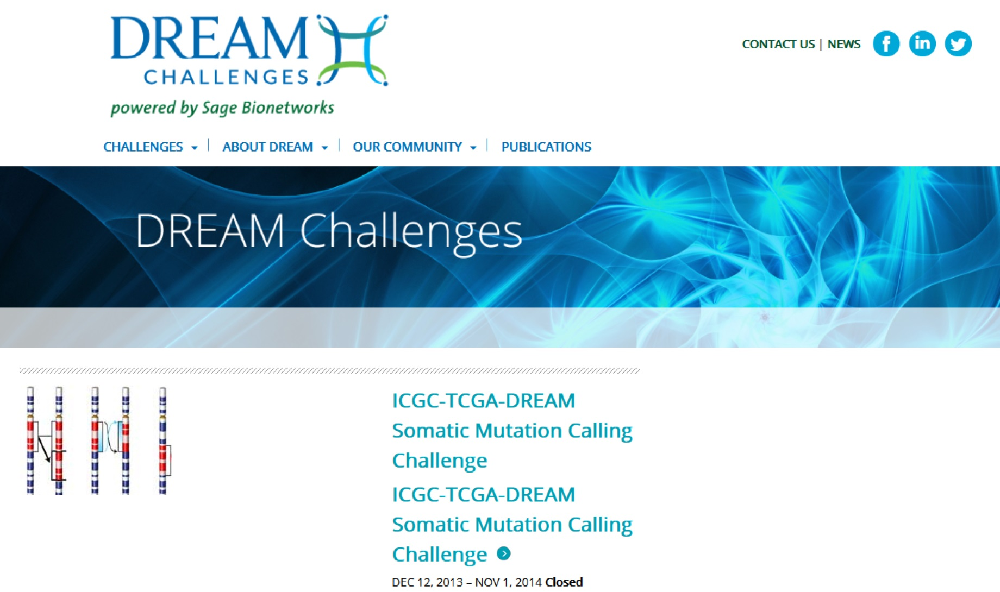 DREAM
CHALLENGES
powered by Sage Bionetworks
CONTACT US | NEWS
CHALLENGES | ABOUT DREAM | OUR COMMUNITY | PUBLICATIONS
DREAM Challenges
ICGC-TCGA-DREAM
Somatic Mutation Calling
Challenge
ICGC-TCGA-DREAM
Somatic Mutation Calling
Challenge
DEC 12, 2013 – NOV 1, 2014 Closed